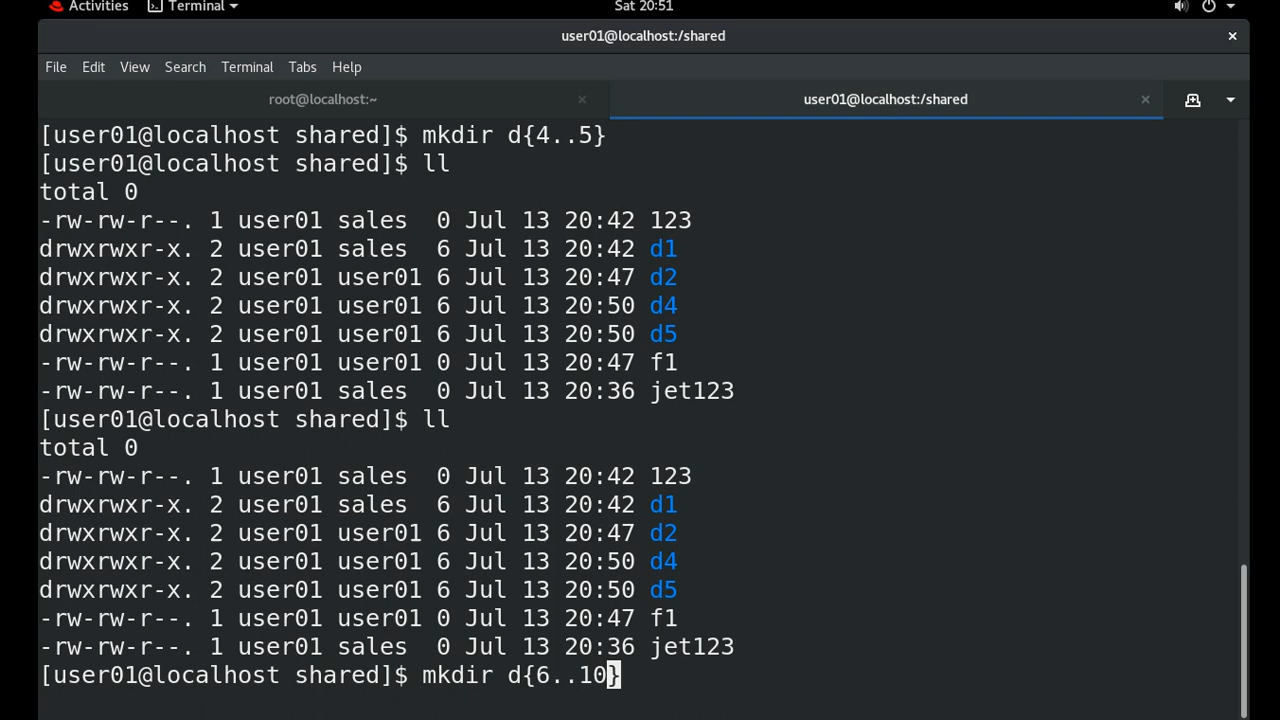 Activities Terminal Sat 20:51
user01@localhost:/shared
File Edit View Search Terminal Tabs Help
root@localhost:~ user01@localhost:/shared
[user01@localhost shared]$ mkdir d{4..5}
[user01@localhost shared]$ ll
total 0
-rw-rw-r--. 1 user01 sales  0 Jul 13 20:42 123
drwxrwxr-x. 2 user01 sales  6 Jul 13 20:42 d1
drwxrwxr-x. 2 user01 user01 6 Jul 13 20:47 d2
drwxrwxr-x. 2 user01 user01 6 Jul 13 20:50 d4
drwxrwxr-x. 2 user01 user01 6 Jul 13 20:50 d5
-rw-rw-r--. 1 user01 user01 0 Jul 13 20:47 f1
-rw-rw-r--. 1 user01 sales  0 Jul 13 20:36 jet123
[user01@localhost shared]$ ll
total 0
-rw-rw-r--. 1 user01 sales  0 Jul 13 20:42 123
drwxrwxr-x. 2 user01 sales  6 Jul 13 20:42 d1
drwxrwxr-x. 2 user01 user01 6 Jul 13 20:47 d2
drwxrwxr-x. 2 user01 user01 6 Jul 13 20:50 d4
drwxrwxr-x. 2 user01 user01 6 Jul 13 20:50 d5
-rw-rw-r--. 1 user01 user01 0 Jul 13 20:47 f1
-rw-rw-r--. 1 user01 sales  0 Jul 13 20:36 jet123
[user01@localhost shared]$ mkdir d{6..10}